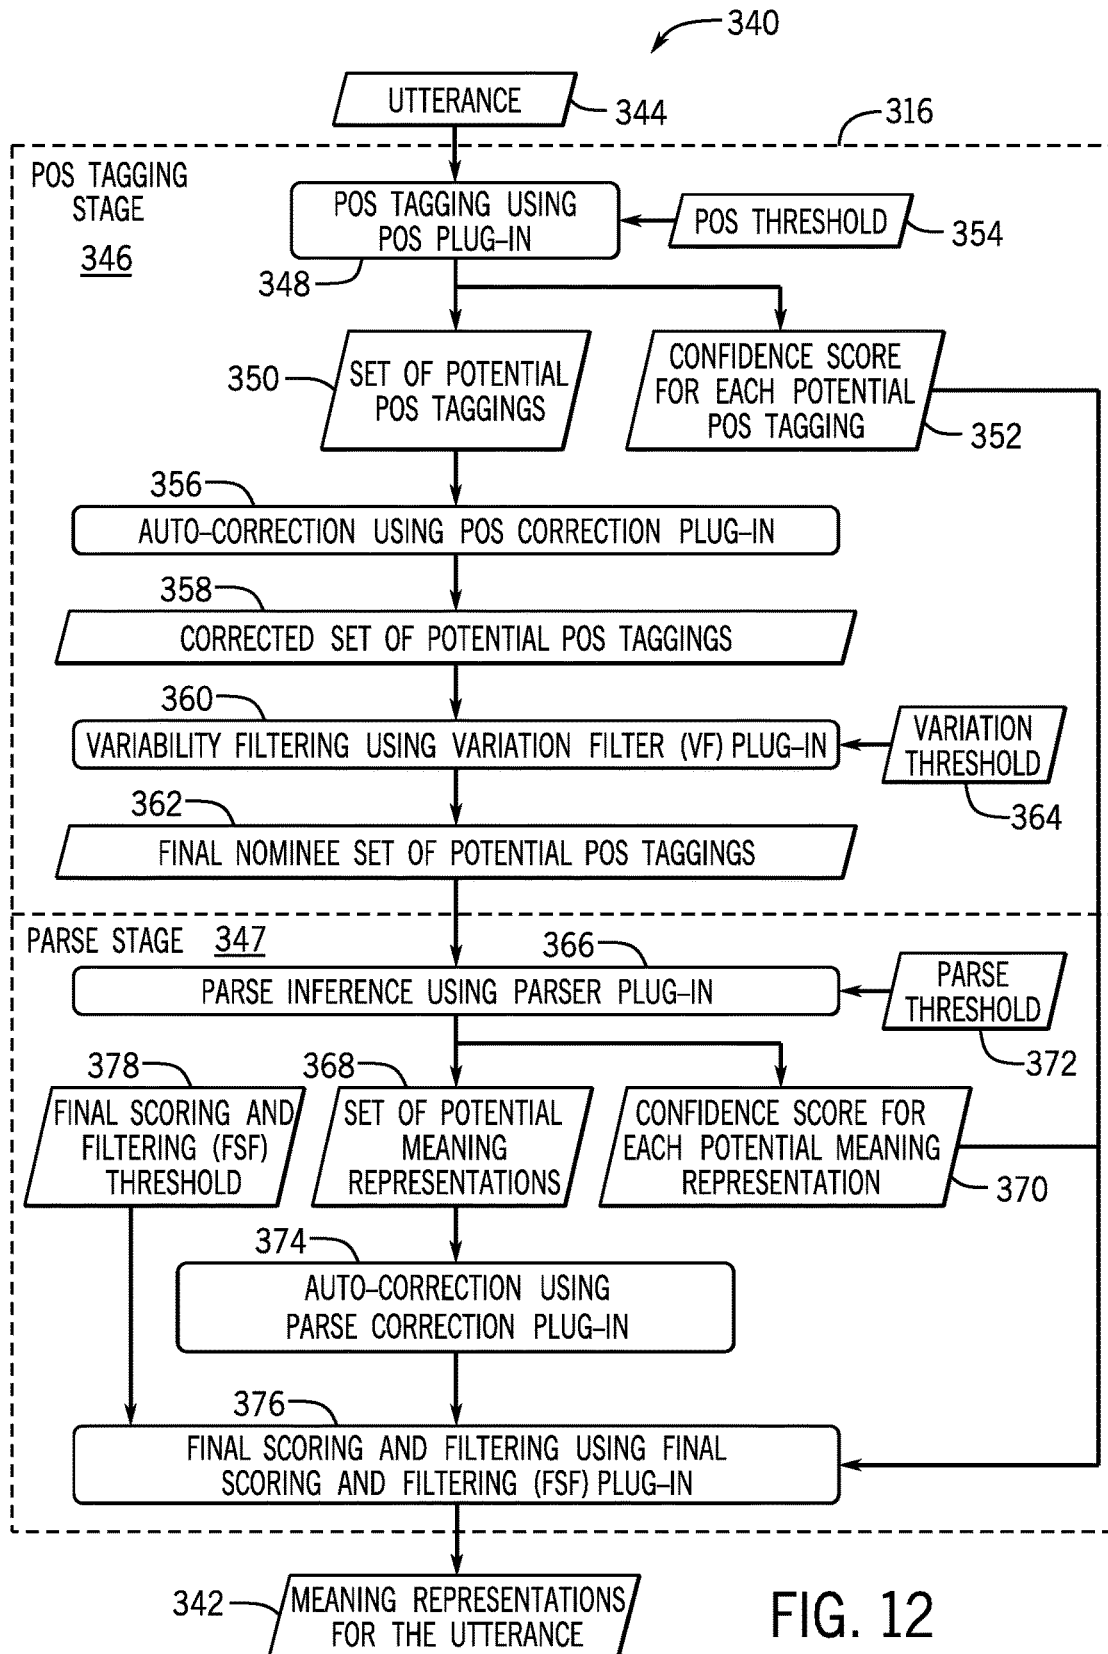 340
UTTERANCE
344
316
POS TAGGING
STAGE
346
POS TAGGING USING
POS PLUG-IN
348
POS THRESHOLD
354
350
SET OF POTENTIAL
POS TAGGINGS
CONFIDENCE SCORE
FOR EACH POTENTIAL
POS TAGGING
352
356
AUTO-CORRECTION USING POS CORRECTION PLUG-IN
358
CORRECTED SET OF POTENTIAL POS TAGGINGS
360
VARIABILITY FILTERING USING VARIATION FILTER (VF) PLUG-IN
VARIATION
THRESHOLD
364
362
FINAL NOMINEE SET OF POTENTIAL POS TAGGINGS
PARSE STAGE 347
366
PARSE INFERENCE USING PARSER PLUG-IN
PARSE
THRESHOLD
372
378
FINAL SCORING AND
FILTERING (FSF)
THRESHOLD
368
SET OF POTENTIAL
MEANING
REPRESENTATIONS
CONFIDENCE SCORE FOR
EACH POTENTIAL MEANING
REPRESENTATION
370
374
AUTO-CORRECTION USING
PARSE CORRECTION PLUG-IN
376
FINAL SCORING AND FILTERING USING FINAL
SCORING AND FILTERING (FSF) PLUG-IN
342
MEANING REPRESENTATIONS
FOR THE UTTERANCE
FIG. 12